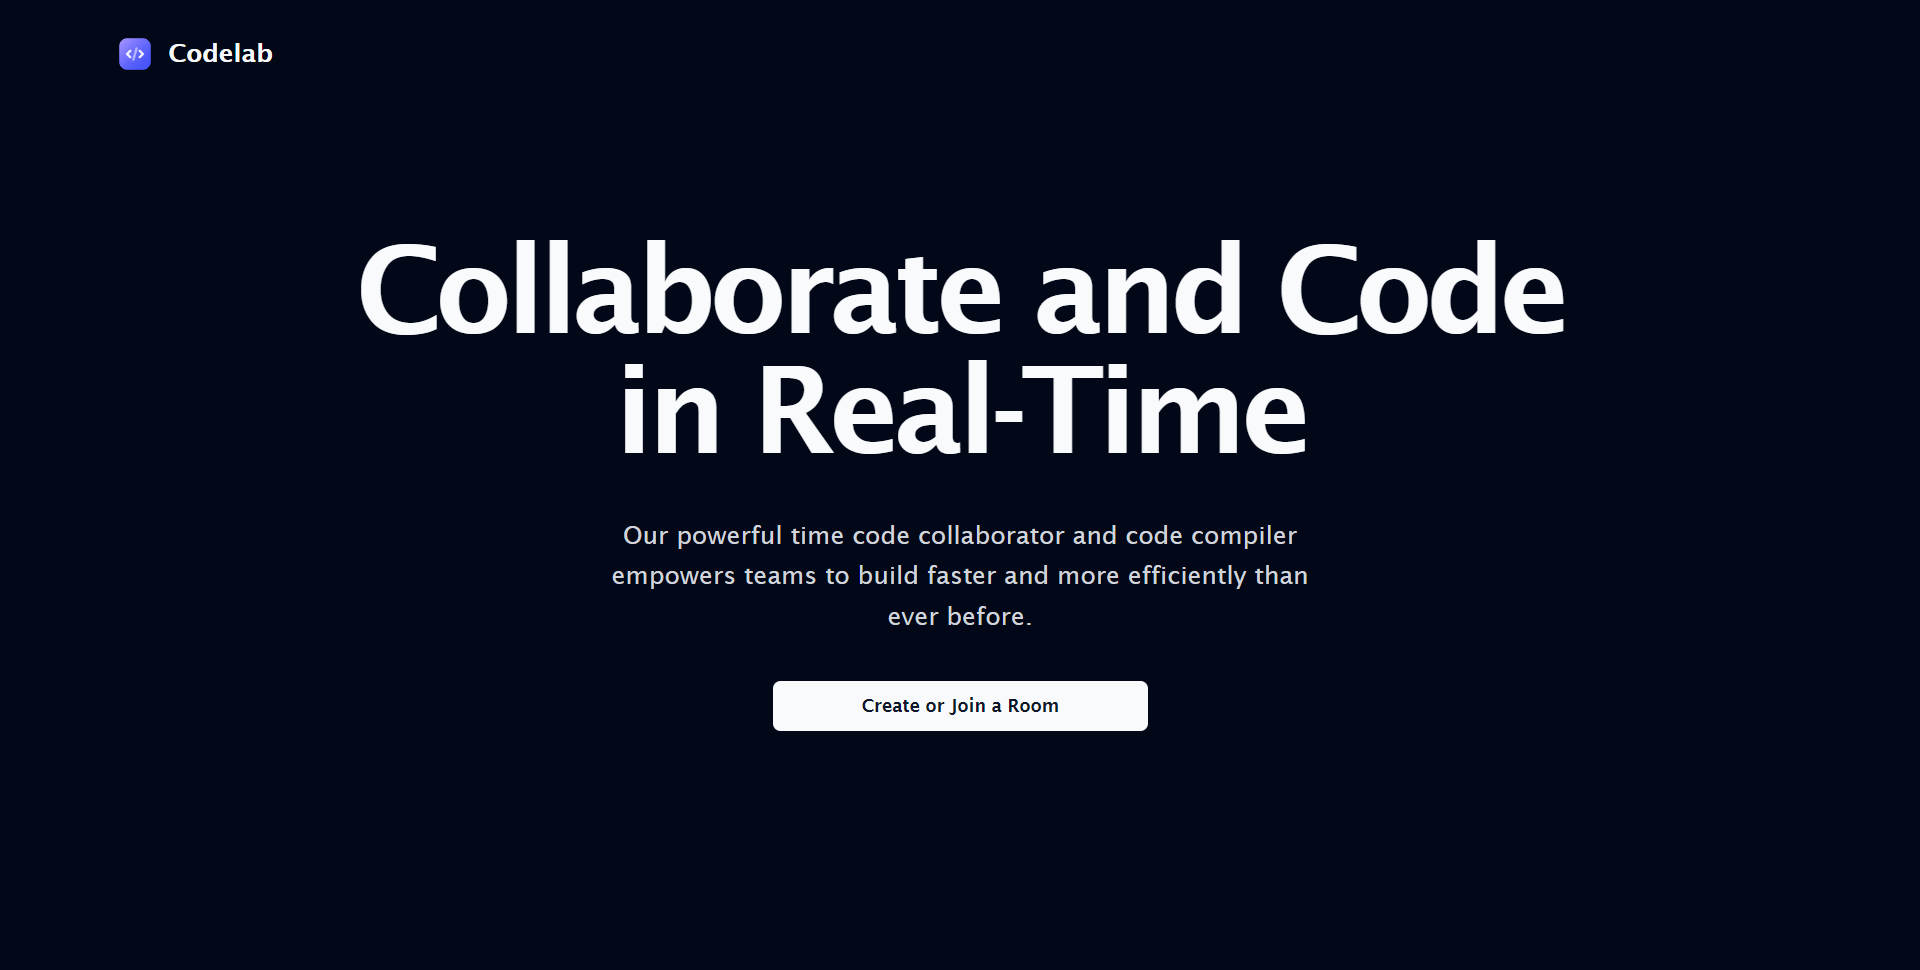 Codelab
Collaborate and Code
in Real-Time
Our powerful time code collaborator and code compiler
empowers teams to build faster and more efficiently than
ever before.
Create or Join a Room